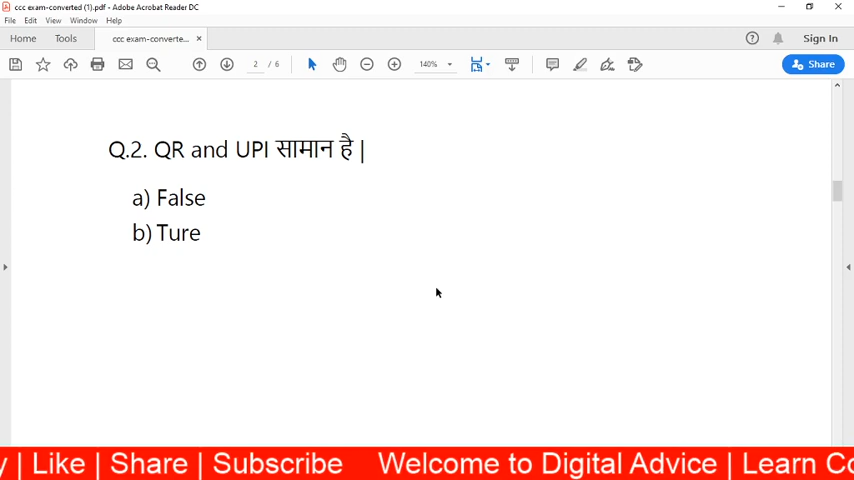 ccc exam-converted (1).pdf - Adobe Acrobat Reader DC
File Edit View Window Help
Home Tools ccc exam-converte... × Sign In
2 / 6 140% Share
Q.2. QR and UPI सामान है |
a) False
b) Ture
y | Like | Share | Subscribe Welcome to Digital Advice | Learn Co